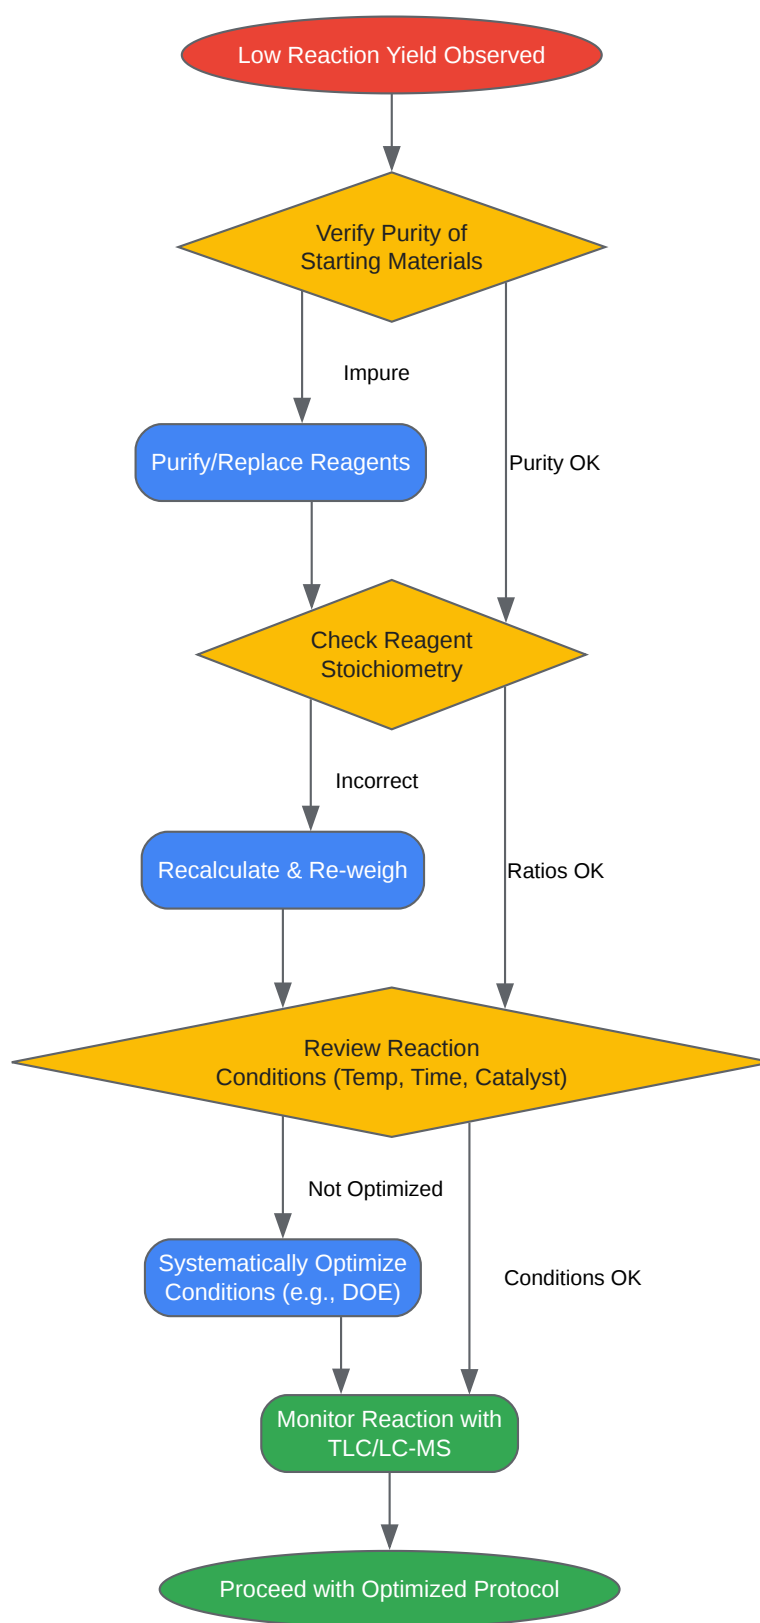 Low Reaction Yield Observed
Verify Purity of
Starting Materials
Impure
Purify/Replace Reagents
Purity OK
Check Reagent
Stoichiometry
Incorrect
Recalculate & Re-weigh
Ratios OK
Review Reaction
Conditions (Temp, Time, Catalyst)
Not Optimized
Systematically Optimize
Conditions (e.g., DOE)
Conditions OK
Monitor Reaction with
TLC/LC-MS
Proceed with Optimized Protocol